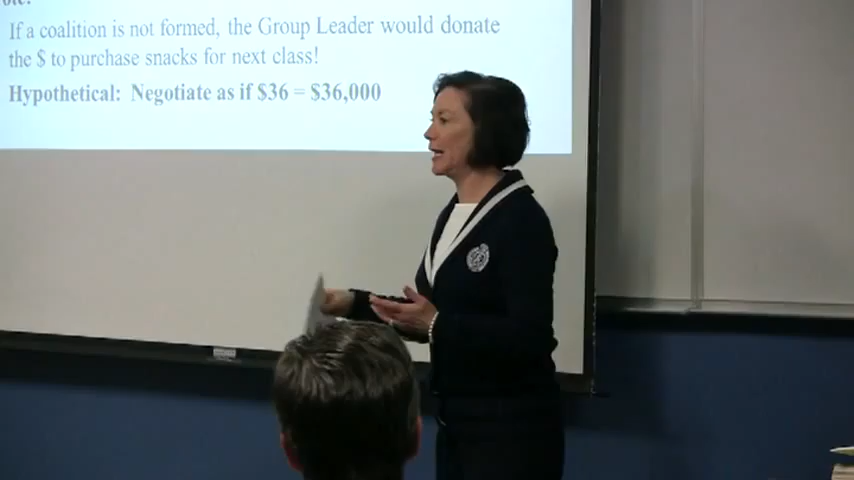 If a coalition is not formed, the Group Leader would donate
the $ to purchase snacks for next class!
Hypothetical: Negotiate as if $36 = $36,000